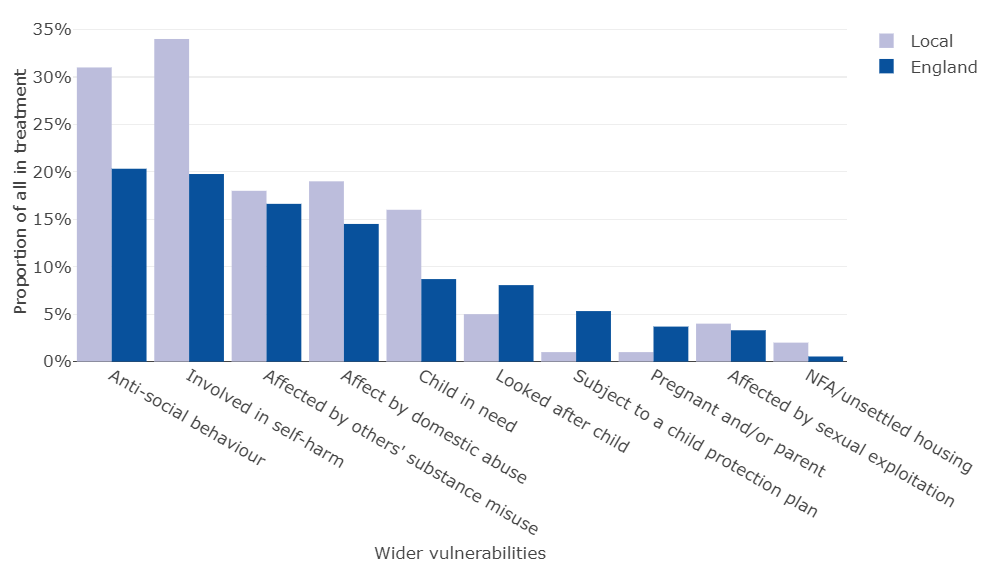 35%
30%
25%
20%
15%
10%
5%
0%
Proportion of all in treatment
Local
England
Anti-social behaviour
Involved in self-harm
Affected by others' substance misuse
Affect by domestic abuse
Child in need
Looked after child
Subject to a child protection plan
Pregnant and/or parent
Affected by sexual exploitation
NFA/unsettled housing
Wider vulnerabilities